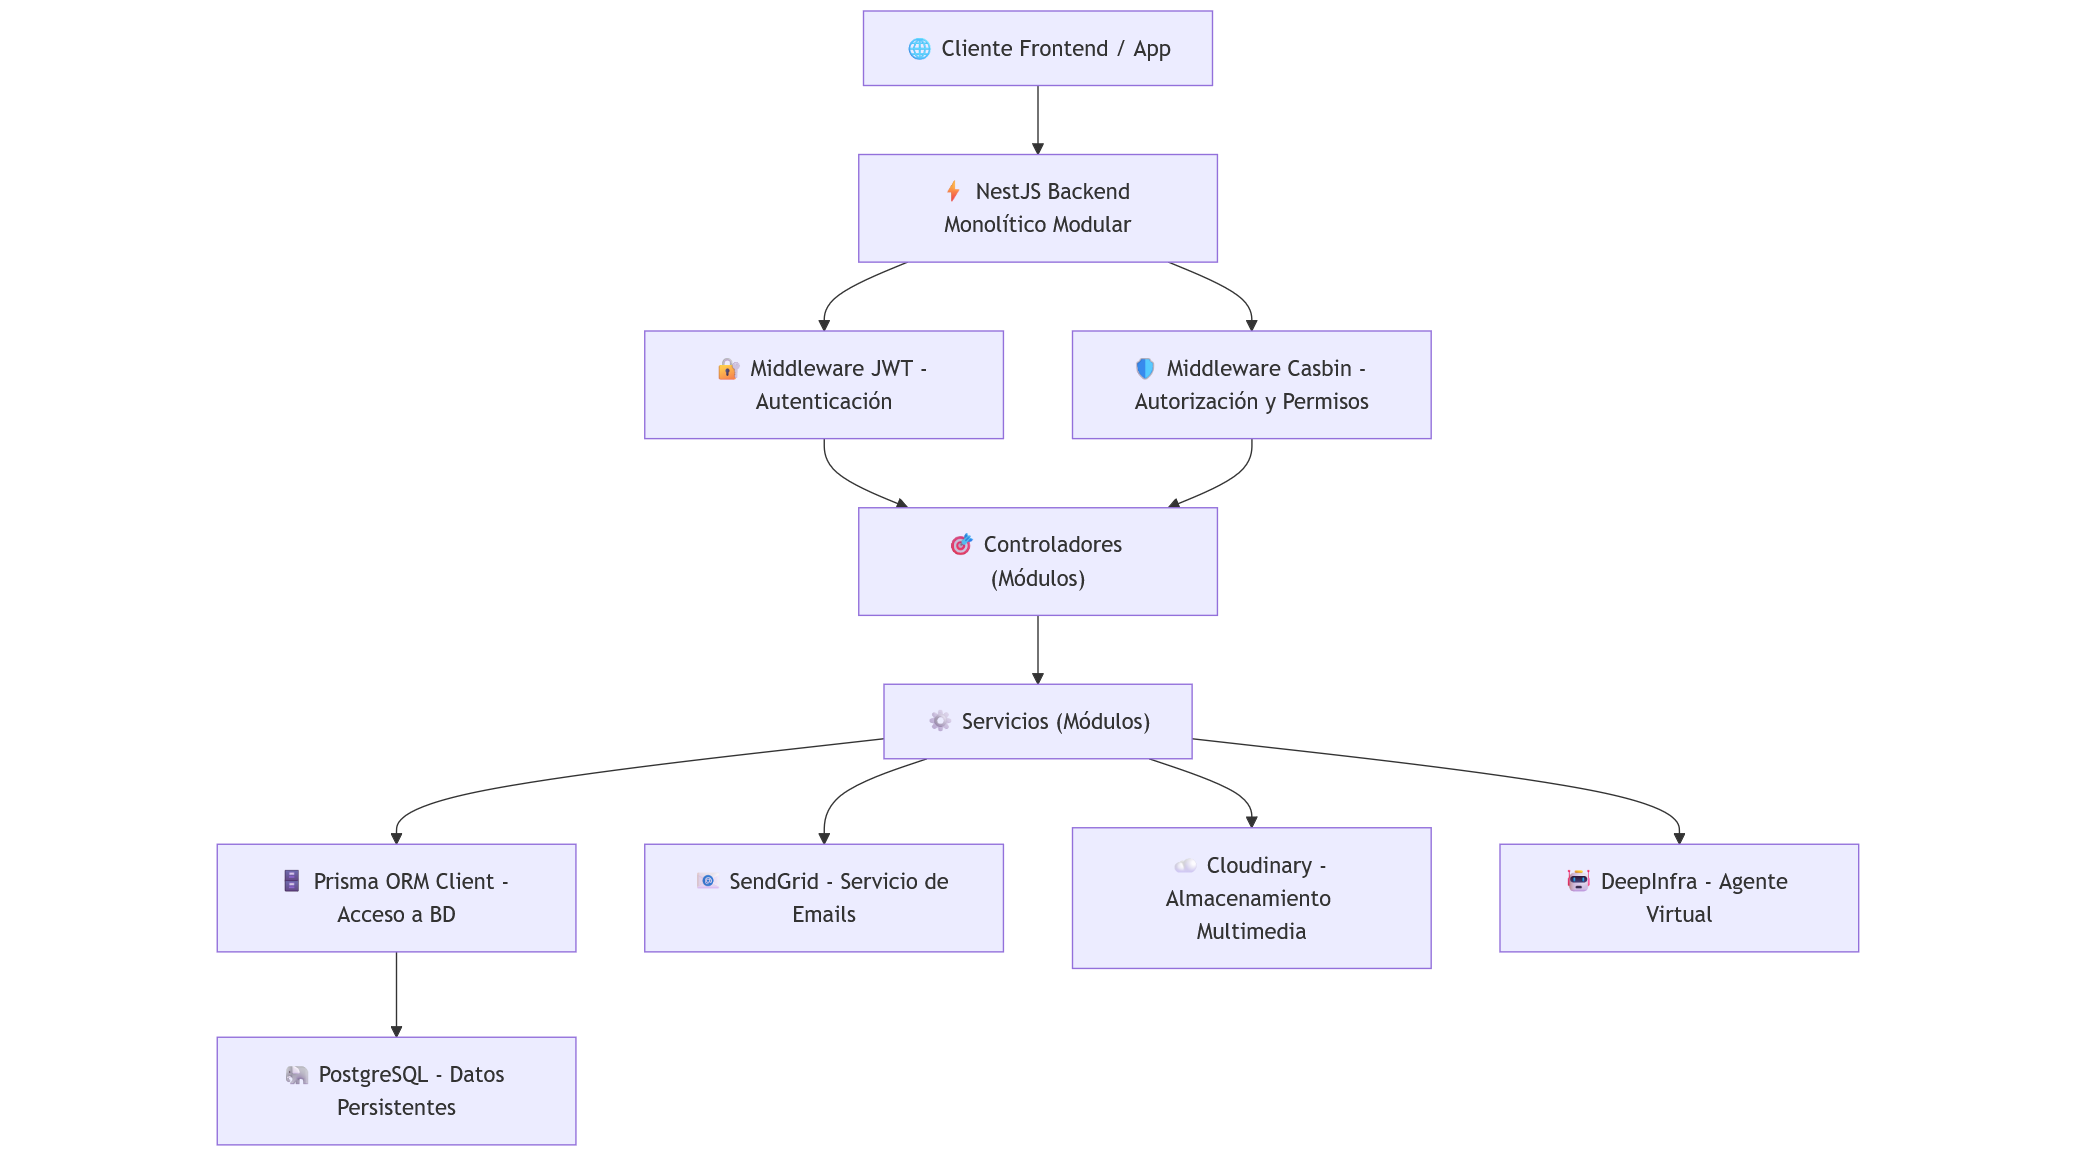 🌐 Cliente Frontend / App
⚡ NestJS Backend
Monolítico Modular
🔐 Middleware JWT -
Autenticación
🛡️ Middleware Casbin -
Autorización y Permisos
🎯 Controladores
(Módulos)
⚙️ Servicios (Módulos)
🗄️ Prisma ORM Client -
Acceso a BD
📧 SendGrid - Servicio de
Emails
☁️ Cloudinary -
Almacenamiento
Multimedia
🤖 DeepInfra - Agente
Virtual
🐘 PostgreSQL - Datos
Persistentes